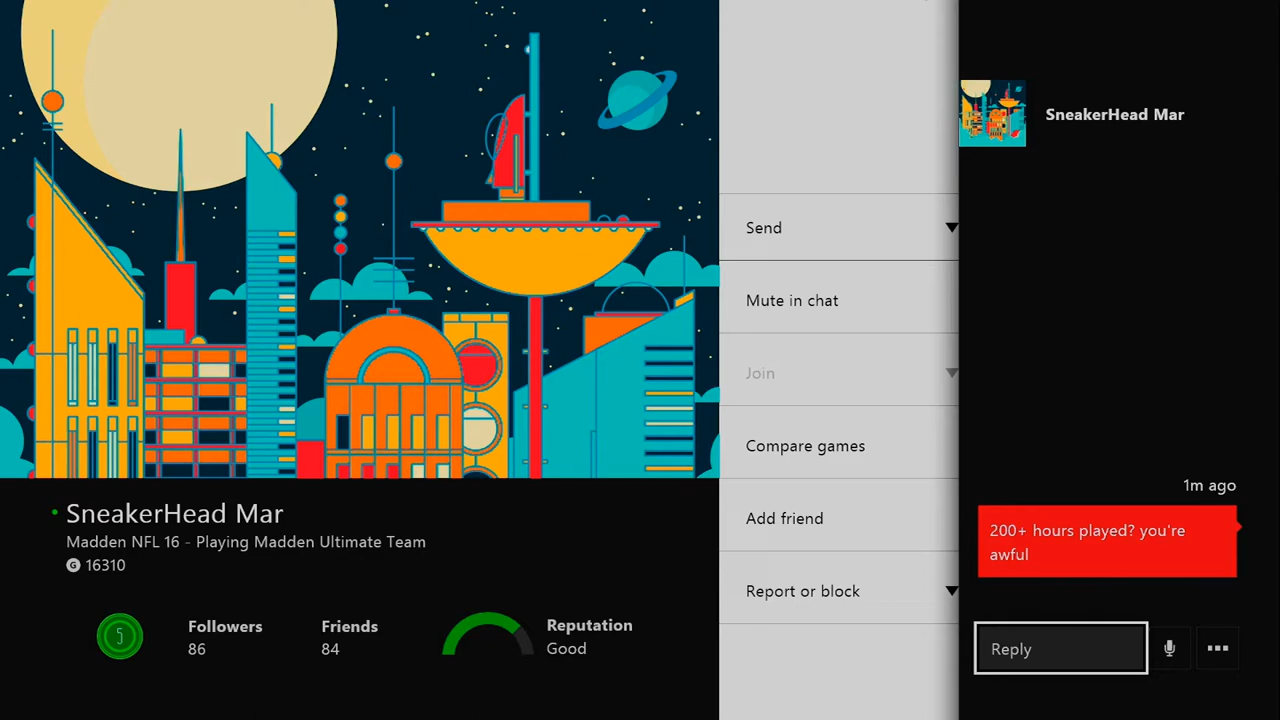 SneakerHead Mar
Madden NFL 16 - Playing Madden Ultimate Team
G 16310
5
Followers
86
Friends
84
Reputation
Good
Send
Mute in chat
Join
Compare games
Add friend
Report or block
SneakerHead Mar
1m ago
200+ hours played? you're
awful
Reply